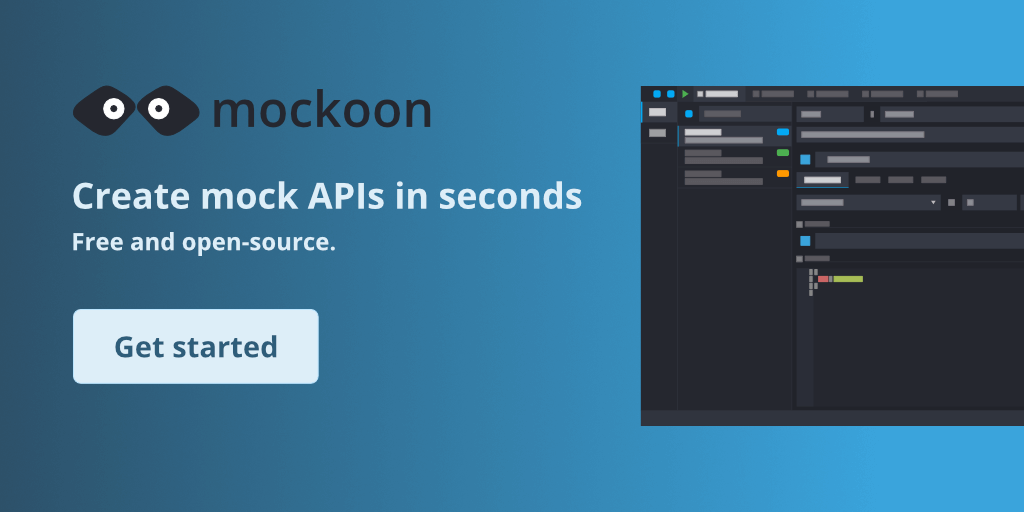 mockoon
Create mock APIs in seconds
Free and open-source.
Get started